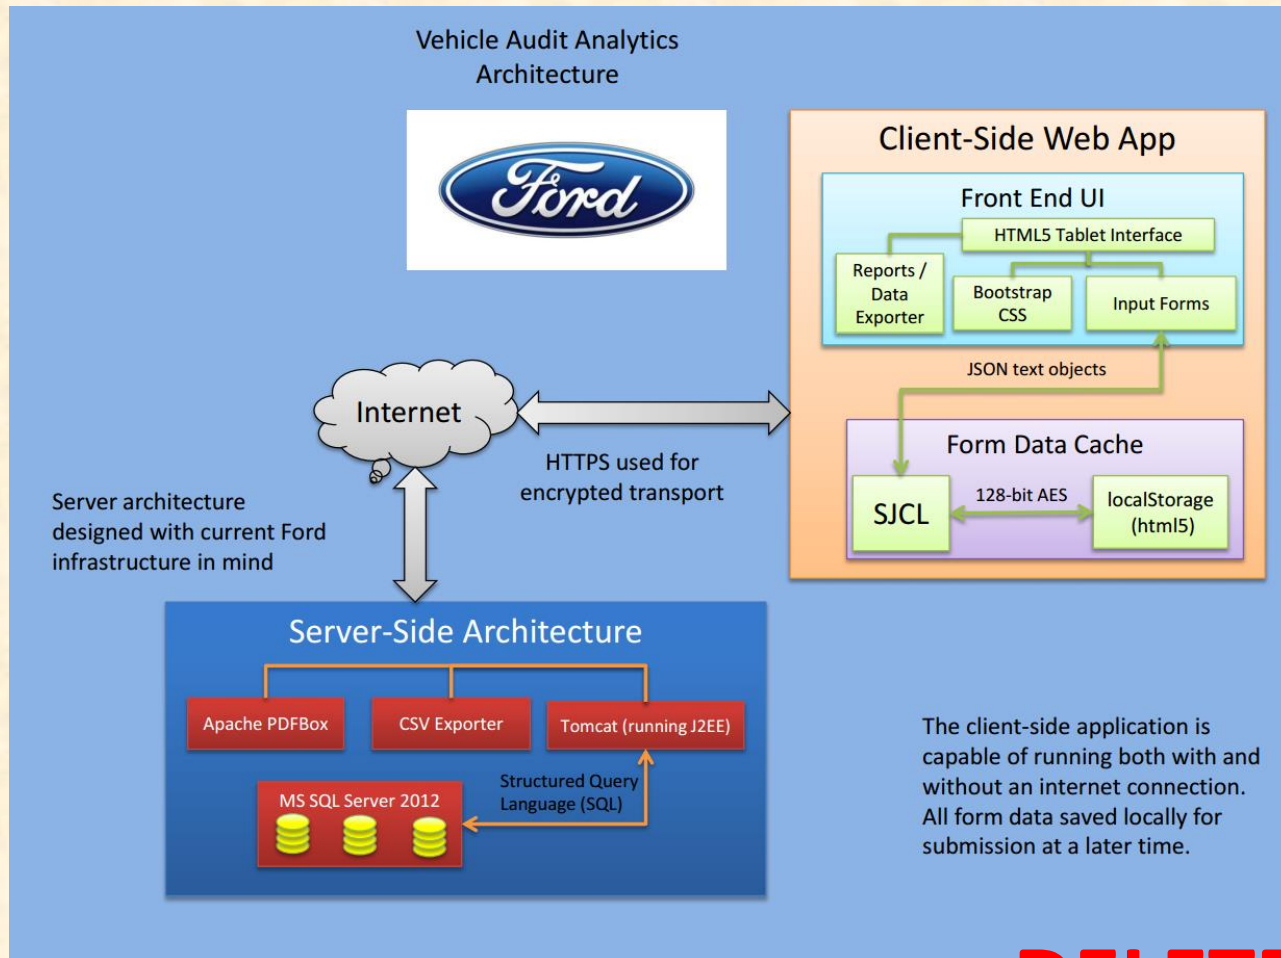 Vehicle Audit Analytics
Architecture
Ford
Client-Side Web App
Front End UI
HTML5 Tablet Interface
Reports /
Data
Exporter
Bootstrap
CSS
Input Forms
JSON text objects
Form Data Cache
SJCL
128-bit AES
localStorage
(html5)
Internet
HTTPS used for
encrypted transport
Server architecture
designed with current Ford
infrastructure in mind
Server-Side Architecture
Apache PDFBox
CSV Exporter
Tomcat (running J2EE)
Structured Query
Language (SQL)
MS SQL Server 2012
The client-side application is
capable of running both with and
without an internet connection.
All form data saved locally for
submission at a later time.